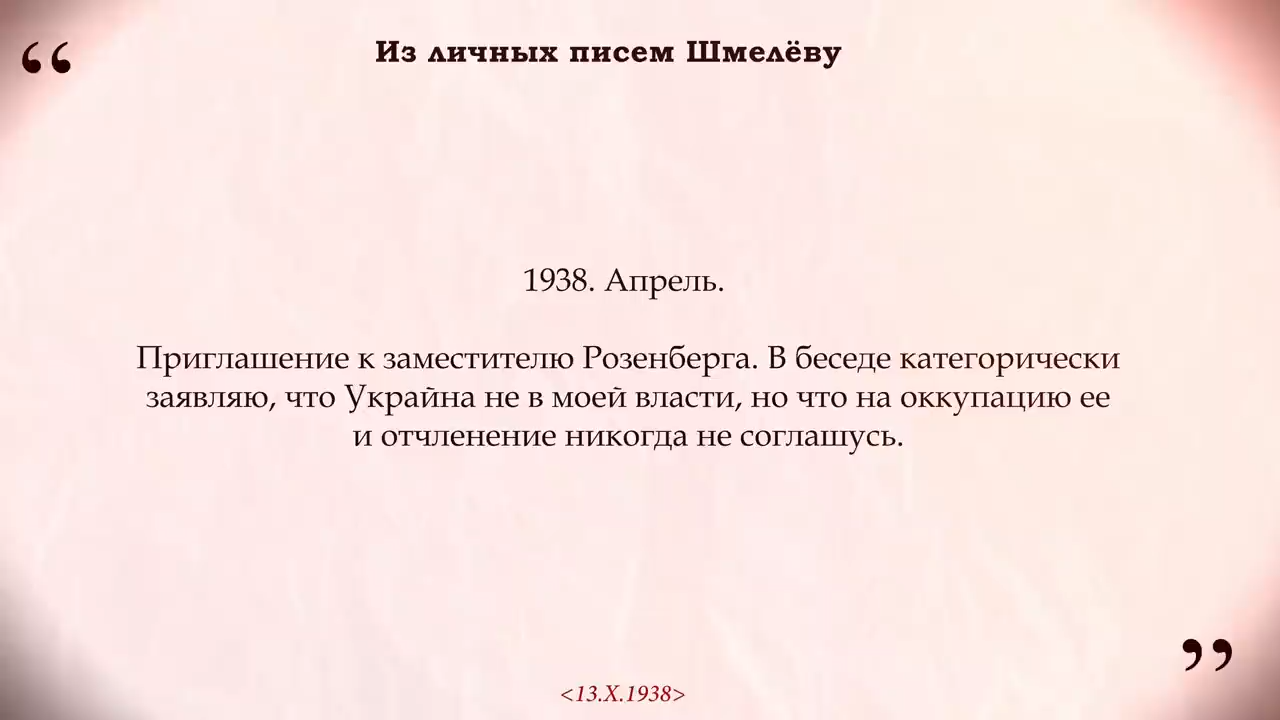 “
Из личных писем Шмелёву
1938. Апрель.
Приглашение к заместителю Розенберга. В беседе категорически
заявляю, что Украйна не в моей власти, но что на оккупацию ее
и отчленение никогда не соглашусь.
”
<13.X.1938>